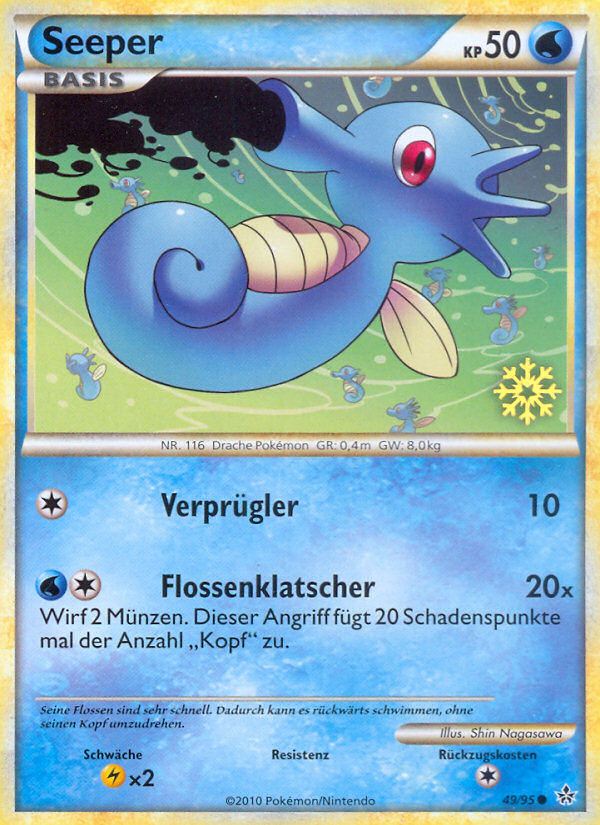 Seeper
KP50
BASIS
NR. 116 Drache Pokémon GR: 0,4m GW: 8,0kg
Verprügler 10
Flossenklatscher 20x
Wirf 2 Münzen. Dieser Angriff fügt 20 Schadenspunkte
mal der Anzahl „Kopf“ zu.
Seine Flossen sind sehr schnell. Dadurch kann es rückwärts schwimmen, ohne
seinen Kopf umzudrehen.
Illus. Shin Nagasawa
Schwäche Resistenz Rückzugskosten
x2
©2010 Pokémon/Nintendo 49/95